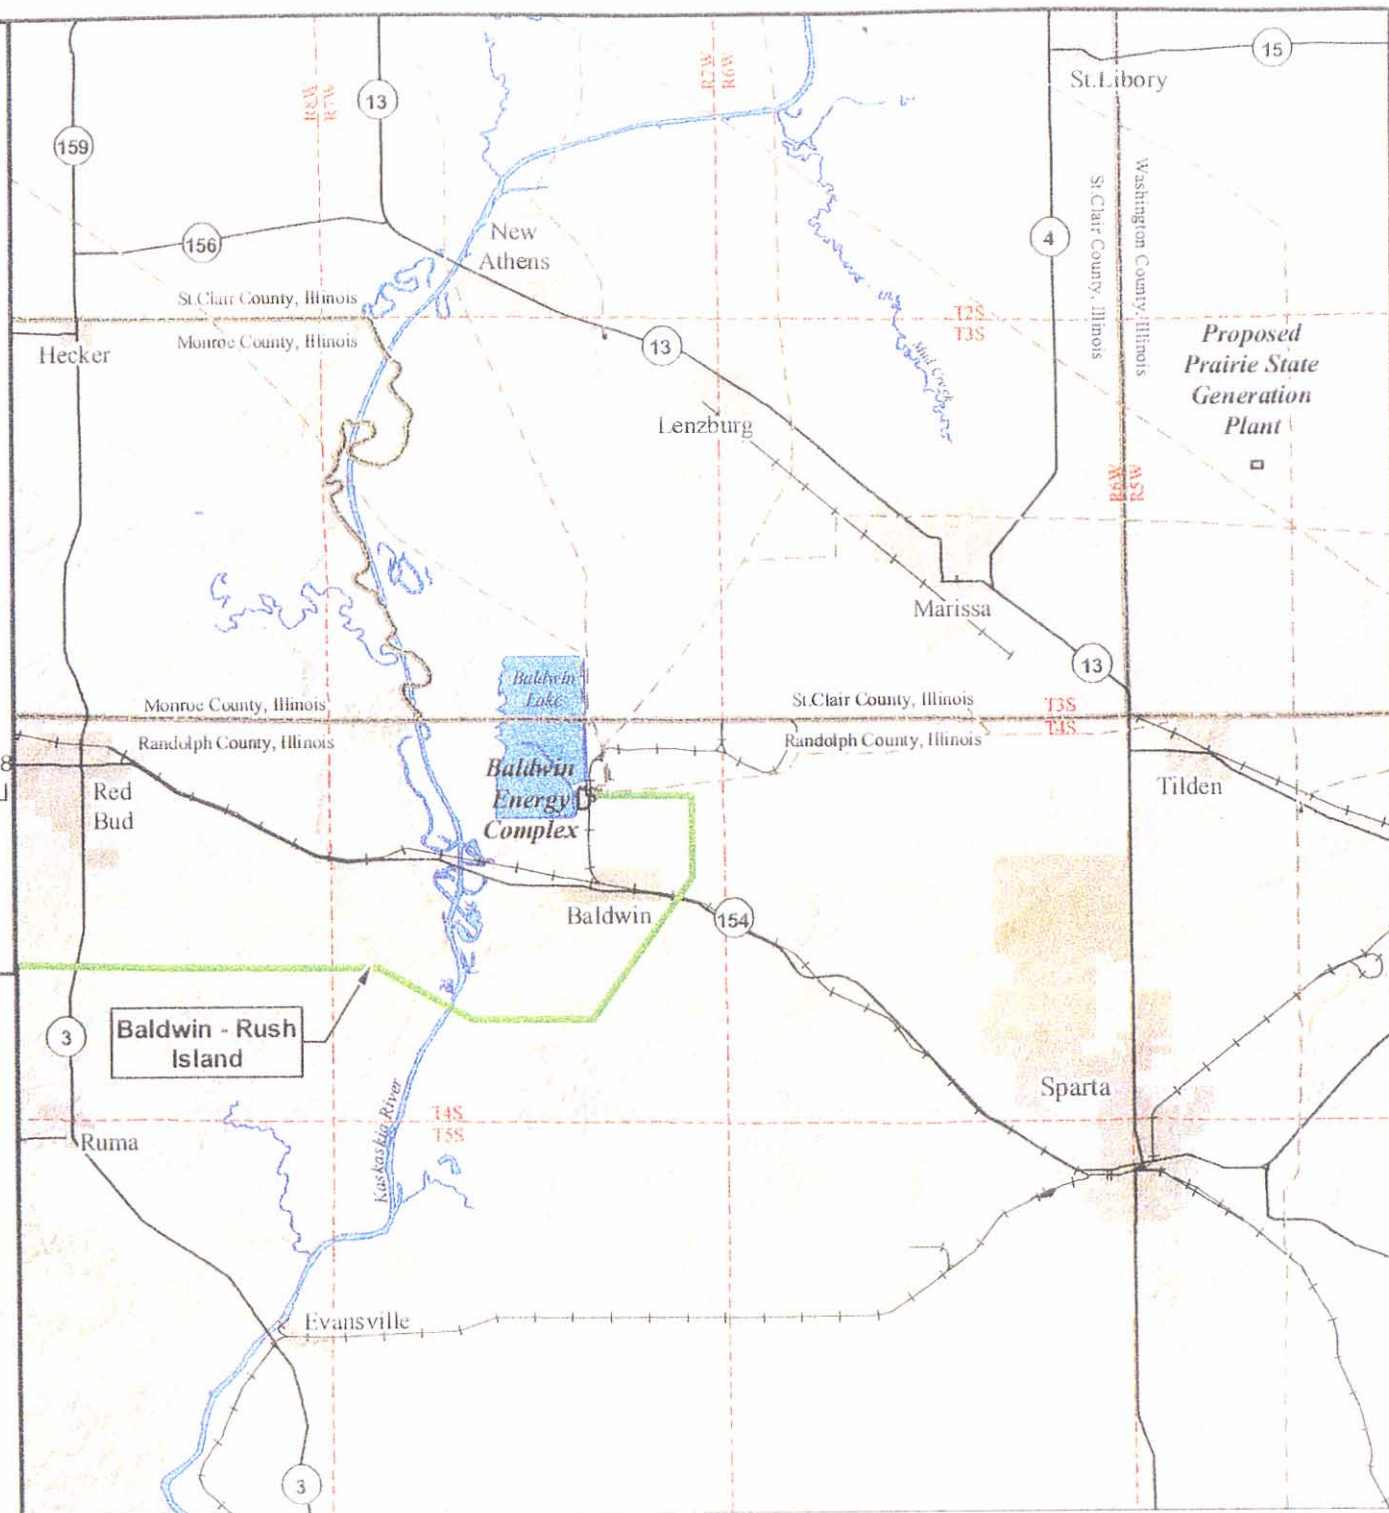 15
St.Libory
R8W
R7W
R7W
R6W
13
159
Washington County, Illinois
St.Clair County, Illinois
156
New
Athens
4
St.Clair County, Illinois
Monroe County, Illinois
T2S
T3S
Hecker
13
Mud Creek
Proposed
Prairie State
Generation
Plant
Lenzburg
R6W
R5W
Marissa
13
Baldwin
Lake
Monroe County, Illinois
Randolph County, Illinois
St.Clair County, Illinois
Randolph County, Illinois
T3S
T4S
8
Red
Bud
Baldwin
Energy
Complex
Tilden
Baldwin
154
3
Baldwin - Rush
Island
Sparta
Kaskaskia River
T4S
T5S
Ruma
Evansville
3